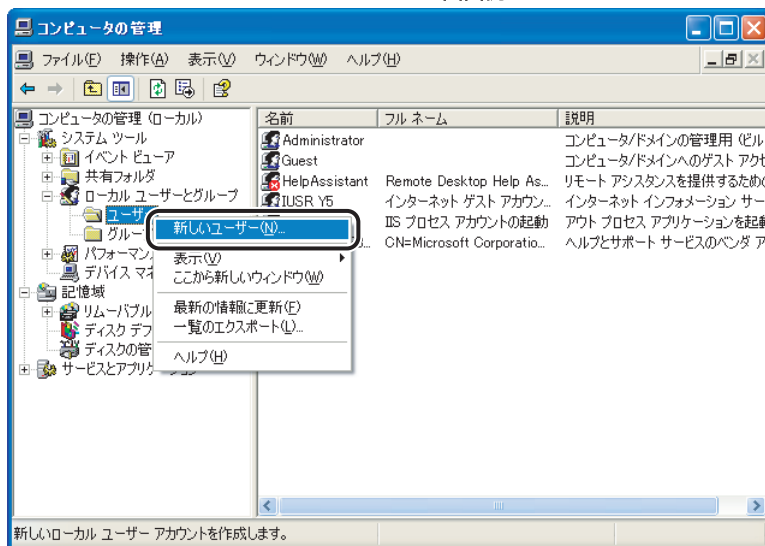 コンピュータの管理
ファイル(F) 操作(A) 表示(V) ウィンドウ(W) ヘルプ(H)
コンピュータの管理 (ローカル)
システム ツール
イベント ビューア
共有フォルダ
ローカル ユーザーとグループ
ユーザー
グルー
パフォーマン
デバイス マネ
記憶域
リムーバブル
ディスク デフ
ディスクの管
サービスとアプリケーション
新しいユーザー(N)...
表示(V)
ここから新しいウィンドウ(W)
最新の情報に更新(F)
一覧のエクスポート(L)...
ヘルプ(H)
名前 フル ネーム 説明
Administrator コンピュータ/ドメインの管理用 (ビル
Guest コンピュータ/ドメインへのゲスト アクセ
HelpAssistant Remote Desktop Help As... リモート アシスタンスを提供するための
IUSR Y5 インターネット ゲスト アカウン... インターネット インフォメーション サー
IIS プロセス アカウントの起動 アウト プロセス アプリケーションを起動
CN=Microsoft Corporatio... ヘルプとサポート サービスのベンダ ア
新しいローカル ユーザー アカウントを作成します。